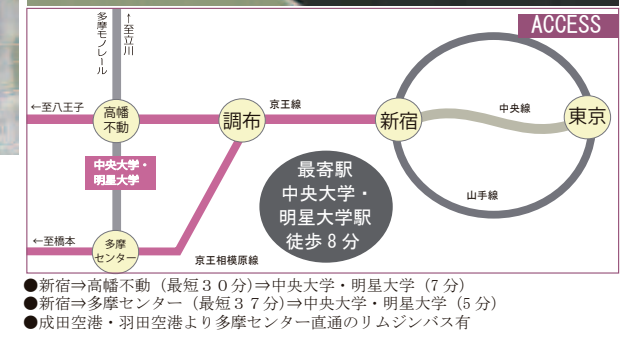 ACCESS
←至立川
多摩モノレール
←至八王子
高幡
不動
京王線
調布
新宿
中央線
東京
中央大学・
明星大学
最寄駅
中央大学・
明星大学駅
徒歩8分
山手線
←至橋本
多摩
センター
京王相模原線
●新宿⇒高幡不動（最短３０分)⇒中央大学・明星大学（7分）
●新宿⇒多摩センター（最短３７分)⇒中央大学・明星大学（5分）
●成田空港・羽田空港より多摩センター直通のリムジンバス有